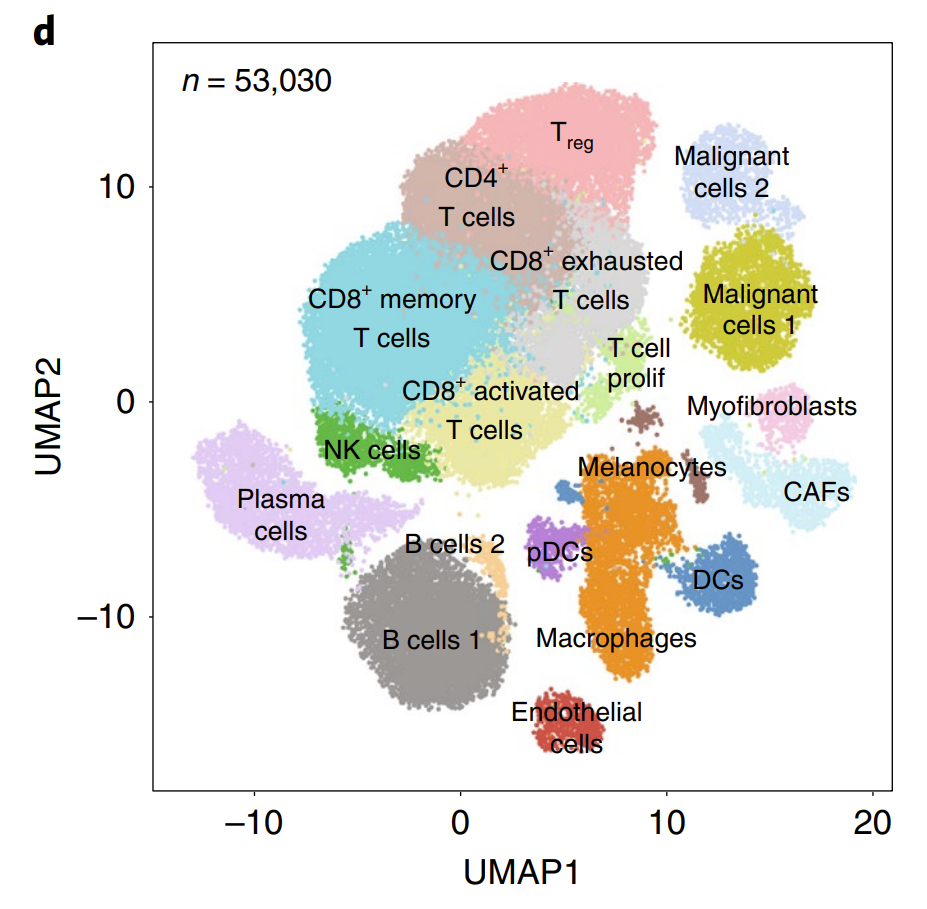 d
n = 53,030
Treg
CD4+
T cells
Malignant
cells 2
CD8+ exhausted
T cells
CD8+ memory
T cells
Malignant
cells 1
T cell
prolif
CD8+ activated
T cells
Myofibroblasts
NK cells
Melanocytes
CAFs
Plasma
cells
B cells 2
pDCs
DCs
B cells 1
Macrophages
Endothelial
cells
10
0
−10
UMAP2
−10 0 10 20
UMAP1